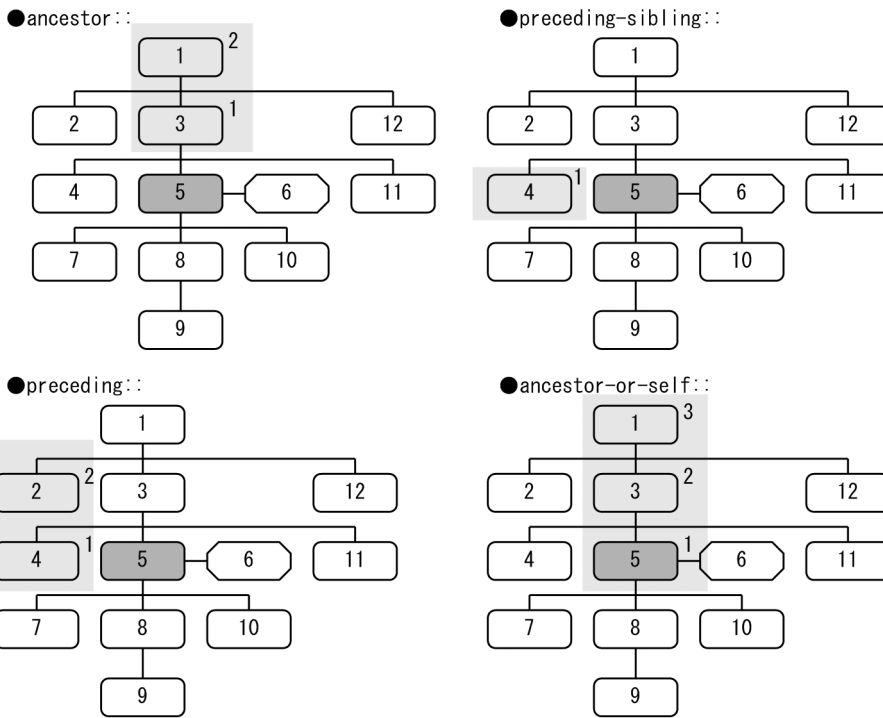 ●ancestor::
1 2
2 3 1 12
4 5 6 11
7 8 10
9
●preceding-sibling::
1
2 3 12
4 1 5 6 11
7 8 10
9
●preceding::
1
2 2 3 12
4 1 5 6 11
7 8 10
9
●ancestor-or-self::
1 3
2 3 2 12
4 5 1 6 11
7 8 10
9